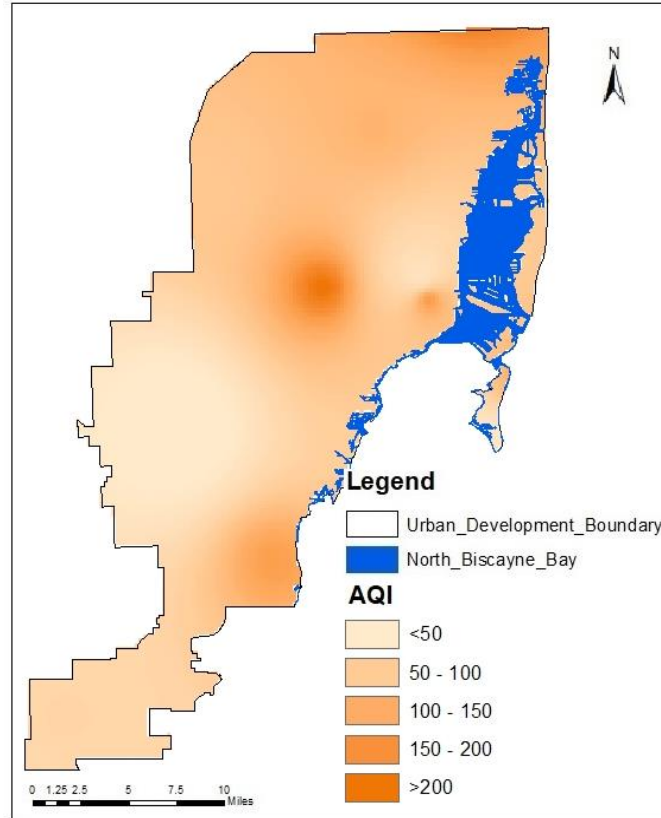 N
Legend
Urban_Development_Boundary
North_Biscayne_Bay
AQI
<50
50 - 100
100 - 150
150 - 200
>200
0 1.25 2.5 5 7.5 10
Miles